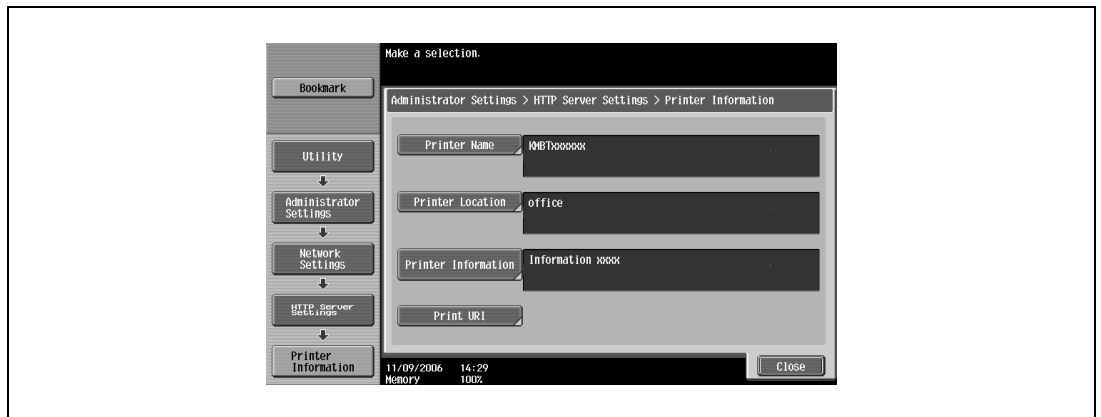 Make a selection.
Bookmark
Administrator Settings > HTTP Server Settings > Printer Information
Utility
Administrator
Settings
Network
Settings
HTTP Server
Settings
Printer
Information
Printer Name
KMBTxxxxxx
Printer Location
office
Printer Information
Information xxxx
Print URI
11/09/2006 14:29
Memory 100%
Close